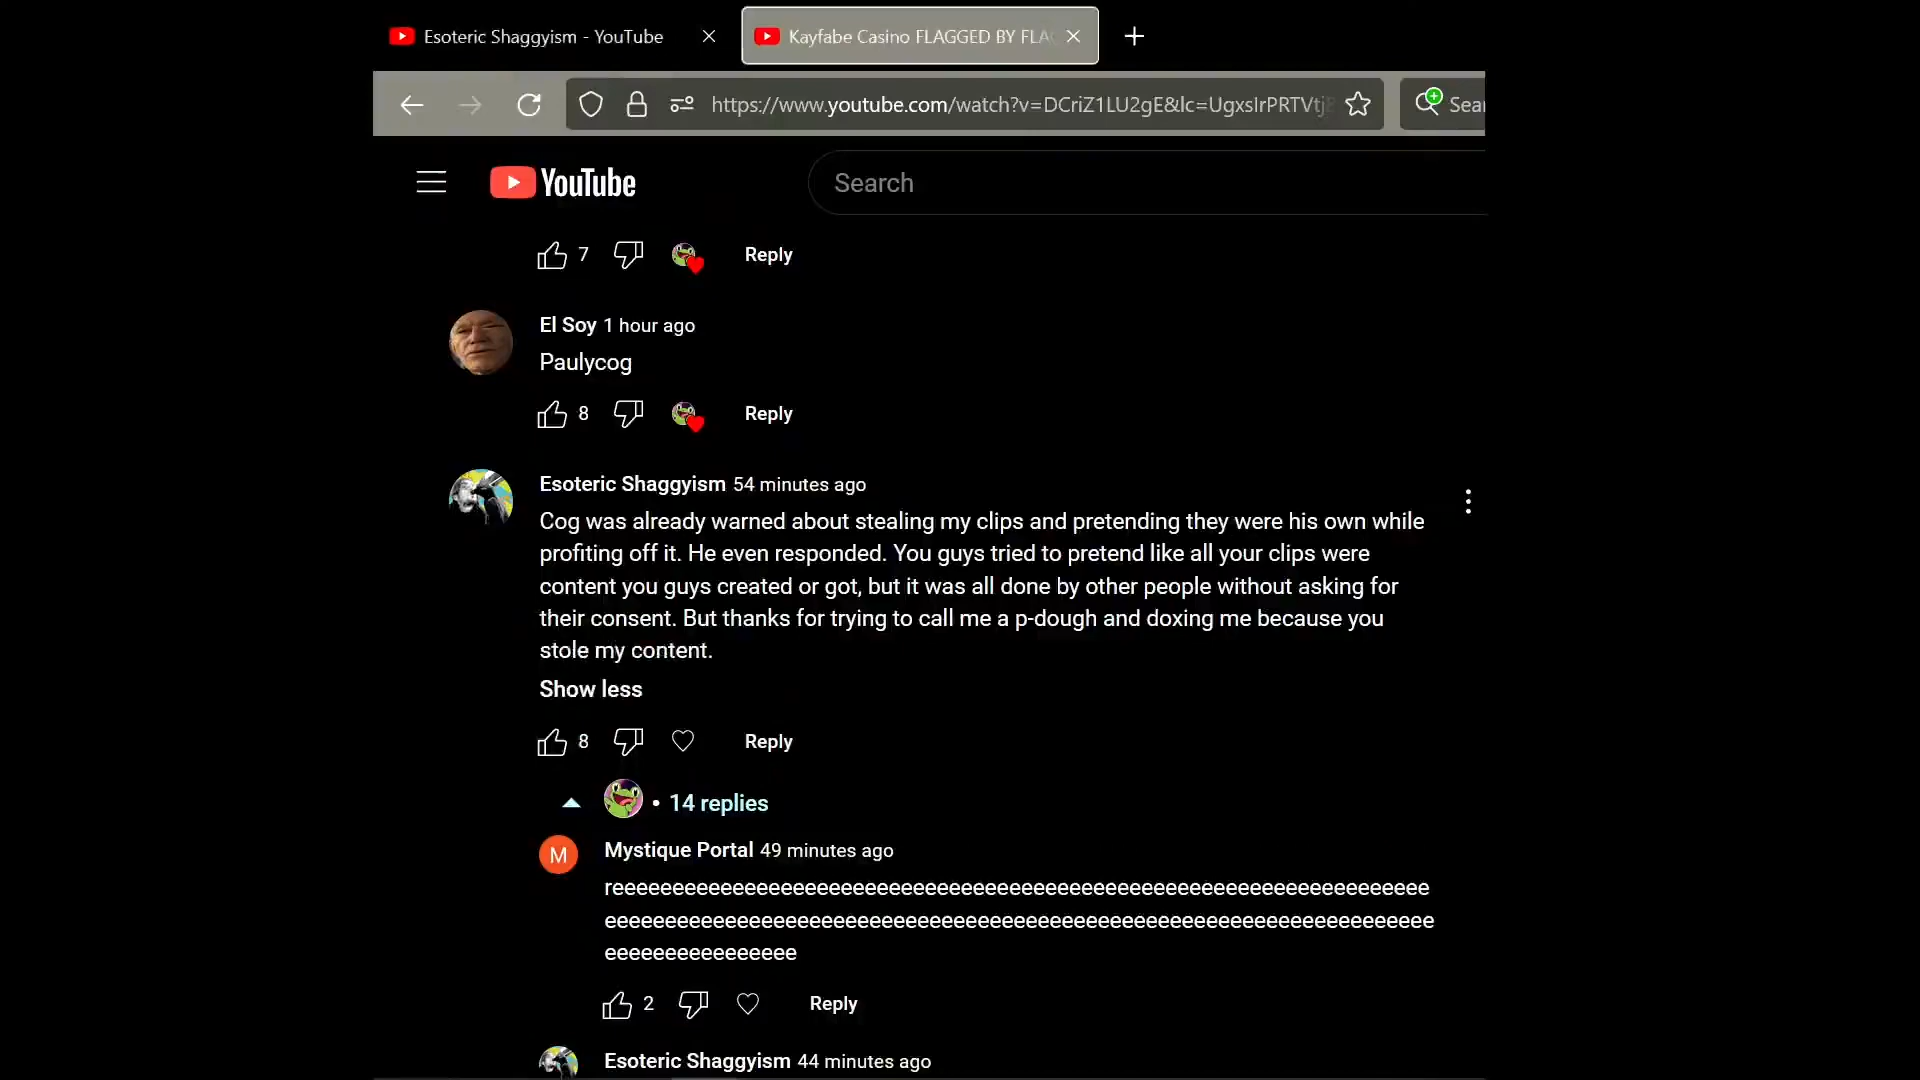 Esoteric Shaggyism - YouTube
Kayfabe Casino FLAGGED BY FLA
https://www.youtube.com/watch?v=DCriZ1LU2gE&lc=UgxsIrPRTVtj
Sear
YouTube
Search
7
Reply
El Soy 1 hour ago
Paulycog
8
Reply
Esoteric Shaggyism 54 minutes ago
Cog was already warned about stealing my clips and pretending they were his own while
profiting off it. He even responded. You guys tried to pretend like all your clips were
content you guys created or got, but it was all done by other people without asking for
their consent. But thanks for trying to call me a p-dough and doxing me because you
stole my content.
Show less
8
Reply
• 14 replies
M
Mystique Portal 49 minutes ago
reeeeeeeeeeeeeeeeeeeeeeeeeeeeeeeeeeeeeeeeeeeeeeeeeeeeeeeeeeeeeeeeeeee
eeeeeeeeeeeeeeeeeeeeeeeeeeeeeeeeeeeeeeeeeeeeeeeeeeeeeeeeeeeeeeeeeeeee
eeeeeeeeeeeeeeee
2
Reply
Esoteric Shaggyism 44 minutes ago